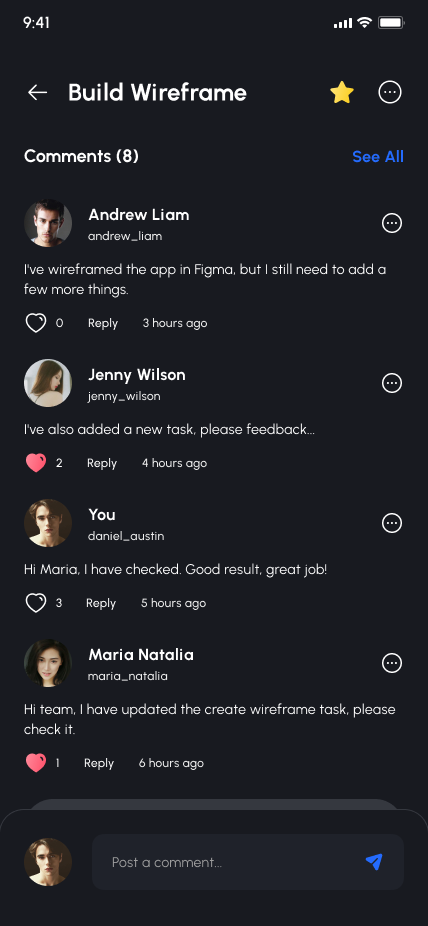 9:41
Build Wireframe
Comments (8)
See All
Andrew Liam
andrew_liam
I've wireframed the app in Figma, but I still need to add a
few more things.
0
Reply
3 hours ago
Jenny Wilson
jenny_wilson
I've also added a new task, please feedback...
2
Reply
4 hours ago
You
daniel_austin
Hi Maria, I have checked. Good result, great job!
3
Reply
5 hours ago
Maria Natalia
maria_natalia
Hi team, I have updated the create wireframe task, please
check it.
1
Reply
6 hours ago
Post a comment...